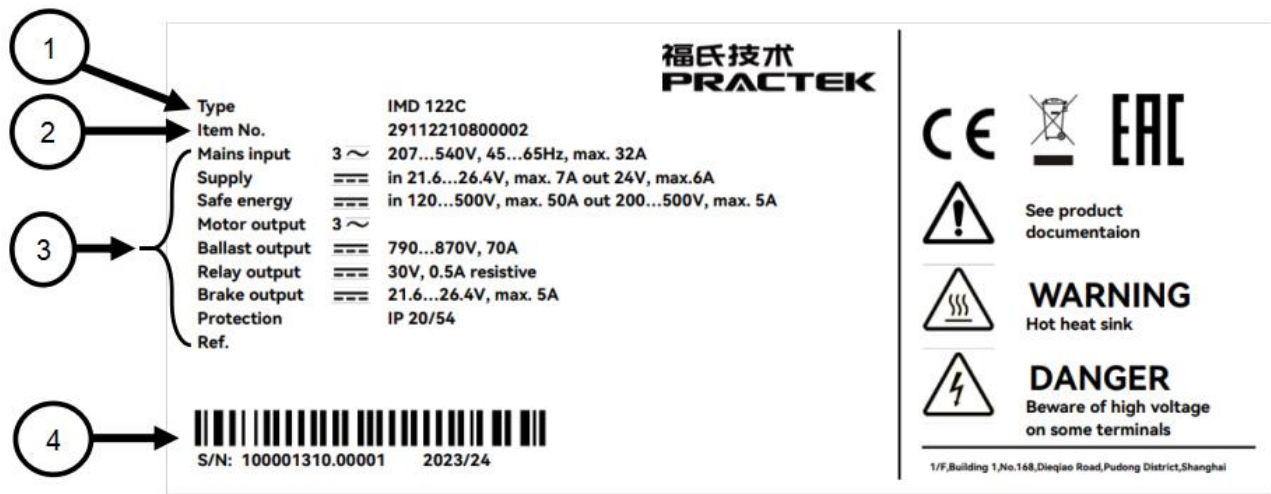 1
2
3
4
福氏技术
PRACTEK
Type IMD 122C
Item No. 29112210800002
Mains input 3 ~ 207...540V, 45...65Hz, max. 32A
Supply in 21.6...26.4V, max. 7A out 24V, max.6A
Safe energy in 120...500V, max. 50A out 200...500V, max. 5A
Motor output 3 ~
Ballast output 790...870V, 70A
Relay output 30V, 0.5A resistive
Brake output 21.6...26.4V, max. 5A
Protection IP 20/54
Ref.
S/N: 100001310.00001 2023/24
CE EAC
See product
documentaion
WARNING
Hot heat sink
DANGER
Beware of high voltage
on some terminals
1/F,Building 1,No.168,Dieqiao Road,Pudong District,Shanghai